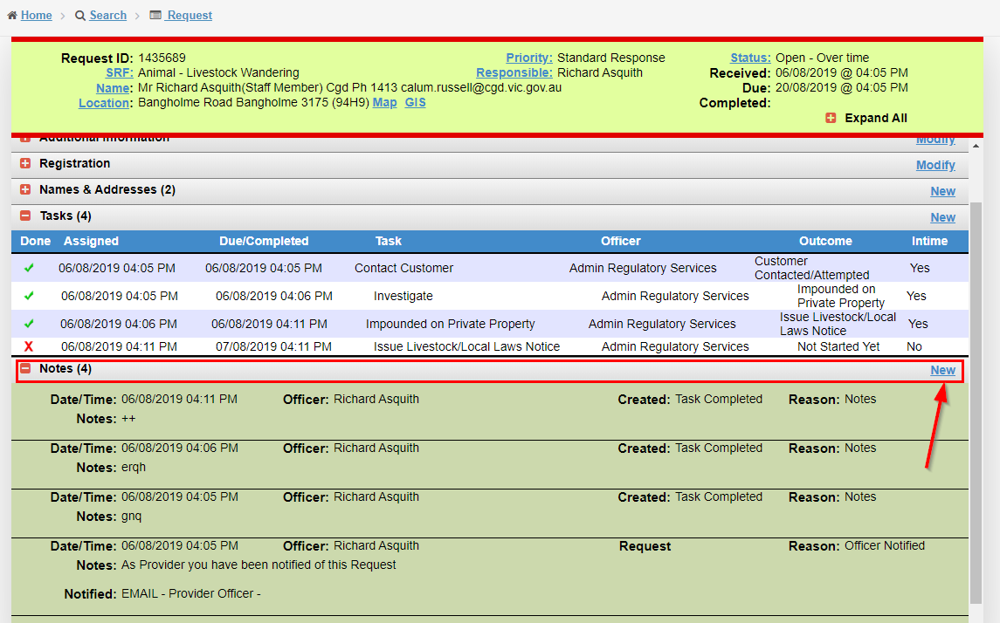 Home Search Request
Request ID: 1435689 Priority: Standard Response Status: Open - Over time
SRF: Animal - Livestock Wandering Responsible: Richard Asquith Received: 06/08/2019 @ 04:05 PM
Name: Mr Richard Asquith(Staff Member) Cgd Ph 1413 calum.russell@cgd.vic.gov.au Due: 20/08/2019 @ 04:05 PM
Location: Bangholme Road Bangholme 3175 (94H9) Map GIS Completed:
Expand All
Additional Information Modify
Registration Modify
Names & Addresses (2) New
Tasks (4) New
Done Assigned Due/Completed Task Officer Outcome Intime
06/08/2019 04:05 PM 06/08/2019 04:05 PM Contact Customer Admin Regulatory Services Customer Contacted/Attempted Yes
06/08/2019 04:05 PM 06/08/2019 04:06 PM Investigate Admin Regulatory Services Impounded on Private Property Yes
06/08/2019 04:06 PM 06/08/2019 04:11 PM Impounded on Private Property Admin Regulatory Services Issue Livestock/Local Laws Notice Yes
X 06/08/2019 04:11 PM 07/08/2019 04:11 PM Issue Livestock/Local Laws Notice Admin Regulatory Services Not Started Yet No
Notes (4) New
Date/Time: 06/08/2019 04:11 PM Officer: Richard Asquith Created: Task Completed Reason: Notes
Notes: ++
Date/Time: 06/08/2019 04:06 PM Officer: Richard Asquith Created: Task Completed Reason: Notes
Notes: erqh
Date/Time: 06/08/2019 04:05 PM Officer: Richard Asquith Created: Task Completed Reason: Notes
Notes: gnq
Date/Time: 06/08/2019 04:05 PM Officer: Richard Asquith Request Reason: Officer Notified
Notes: As Provider you have been notified of this Request
Notified: EMAIL - Provider Officer -